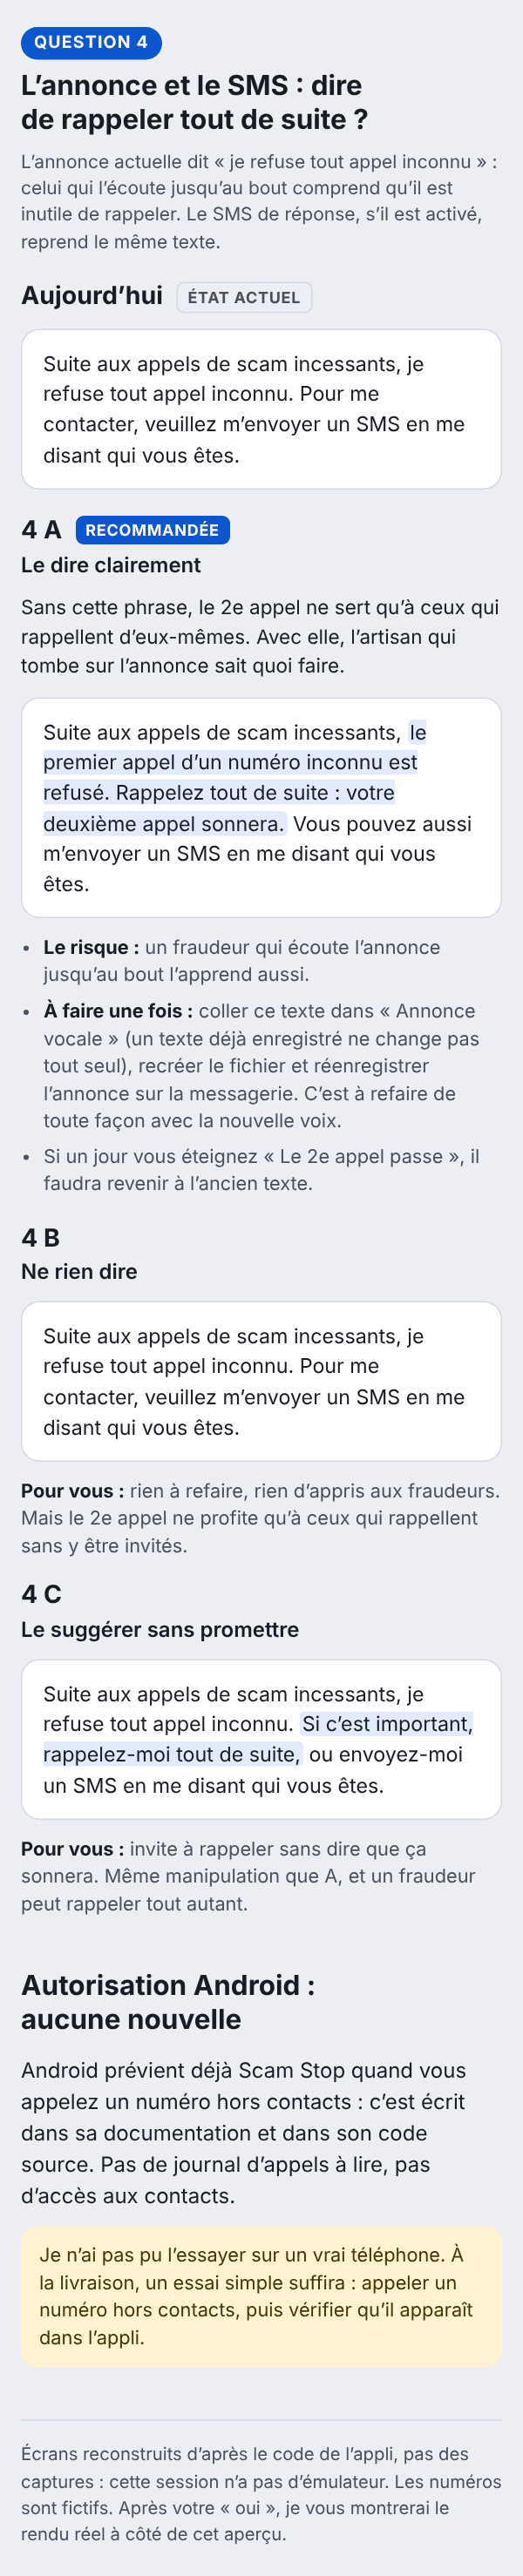 QUESTION 4
L’annonce et le SMS : dire
de rappeler tout de suite ?
L’annonce actuelle dit « je refuse tout appel inconnu » :
celui qui l’écoute jusqu’au bout comprend qu’il est
inutile de rappeler. Le SMS de réponse, s’il est activé,
reprend le même texte.
Aujourd’hui ÉTAT ACTUEL
Suite aux appels de scam incessants, je
refuse tout appel inconnu. Pour me
contacter, veuillez m’envoyer un SMS en me
disant qui vous êtes.
4 A RECOMMANDÉE
Le dire clairement
Sans cette phrase, le 2e appel ne sert qu’à ceux qui
rappellent d’eux-mêmes. Avec elle, l’artisan qui
tombe sur l’annonce sait quoi faire.
Suite aux appels de scam incessants, le
premier appel d’un numéro inconnu est
refusé. Rappelez tout de suite : votre
deuxième appel sonnera. Vous pouvez aussi
m’envoyer un SMS en me disant qui vous
êtes.
• Le risque : un fraudeur qui écoute l’annonce
jusqu’au bout l’apprend aussi.
• À faire une fois : coller ce texte dans « Annonce
vocale » (un texte déjà enregistré ne change pas
tout seul), recréer le fichier et réenregistrer
l’annonce sur la messagerie. C’est à refaire de
toute façon avec la nouvelle voix.
• Si un jour vous éteignez « Le 2e appel passe », il
faudra revenir à l’ancien texte.
4 B
Ne rien dire
Suite aux appels de scam incessants, je
refuse tout appel inconnu. Pour me
contacter, veuillez m’envoyer un SMS en me
disant qui vous êtes.
Pour vous : rien à refaire, rien d’appris aux fraudeurs.
Mais le 2e appel ne profite qu’à ceux qui rappellent
sans y être invités.
4 C
Le suggérer sans promettre
Suite aux appels de scam incessants, je
refuse tout appel inconnu. Si c’est important,
rappelez-moi tout de suite, ou envoyez-moi
un SMS en me disant qui vous êtes.
Pour vous : invite à rappeler sans dire que ça
sonnera. Même manipulation que A, et un fraudeur
peut rappeler tout autant.
Autorisation Android :
aucune nouvelle
Android prévient déjà Scam Stop quand vous
appelez un numéro hors contacts : c’est écrit
dans sa documentation et dans son code
source. Pas de journal d’appels à lire, pas
d’accès aux contacts.
Je n’ai pas pu l’essayer sur un vrai téléphone. À
la livraison, un essai simple suffira : appeler un
numéro hors contacts, puis vérifier qu’il apparaît
dans l’appli.
Écrans reconstruits d’après le code de l’appli, pas des
captures : cette session n’a pas d’émulateur. Les numéros
sont fictifs. Après votre « oui », je vous montrerai le
rendu réel à côté de cet aperçu.